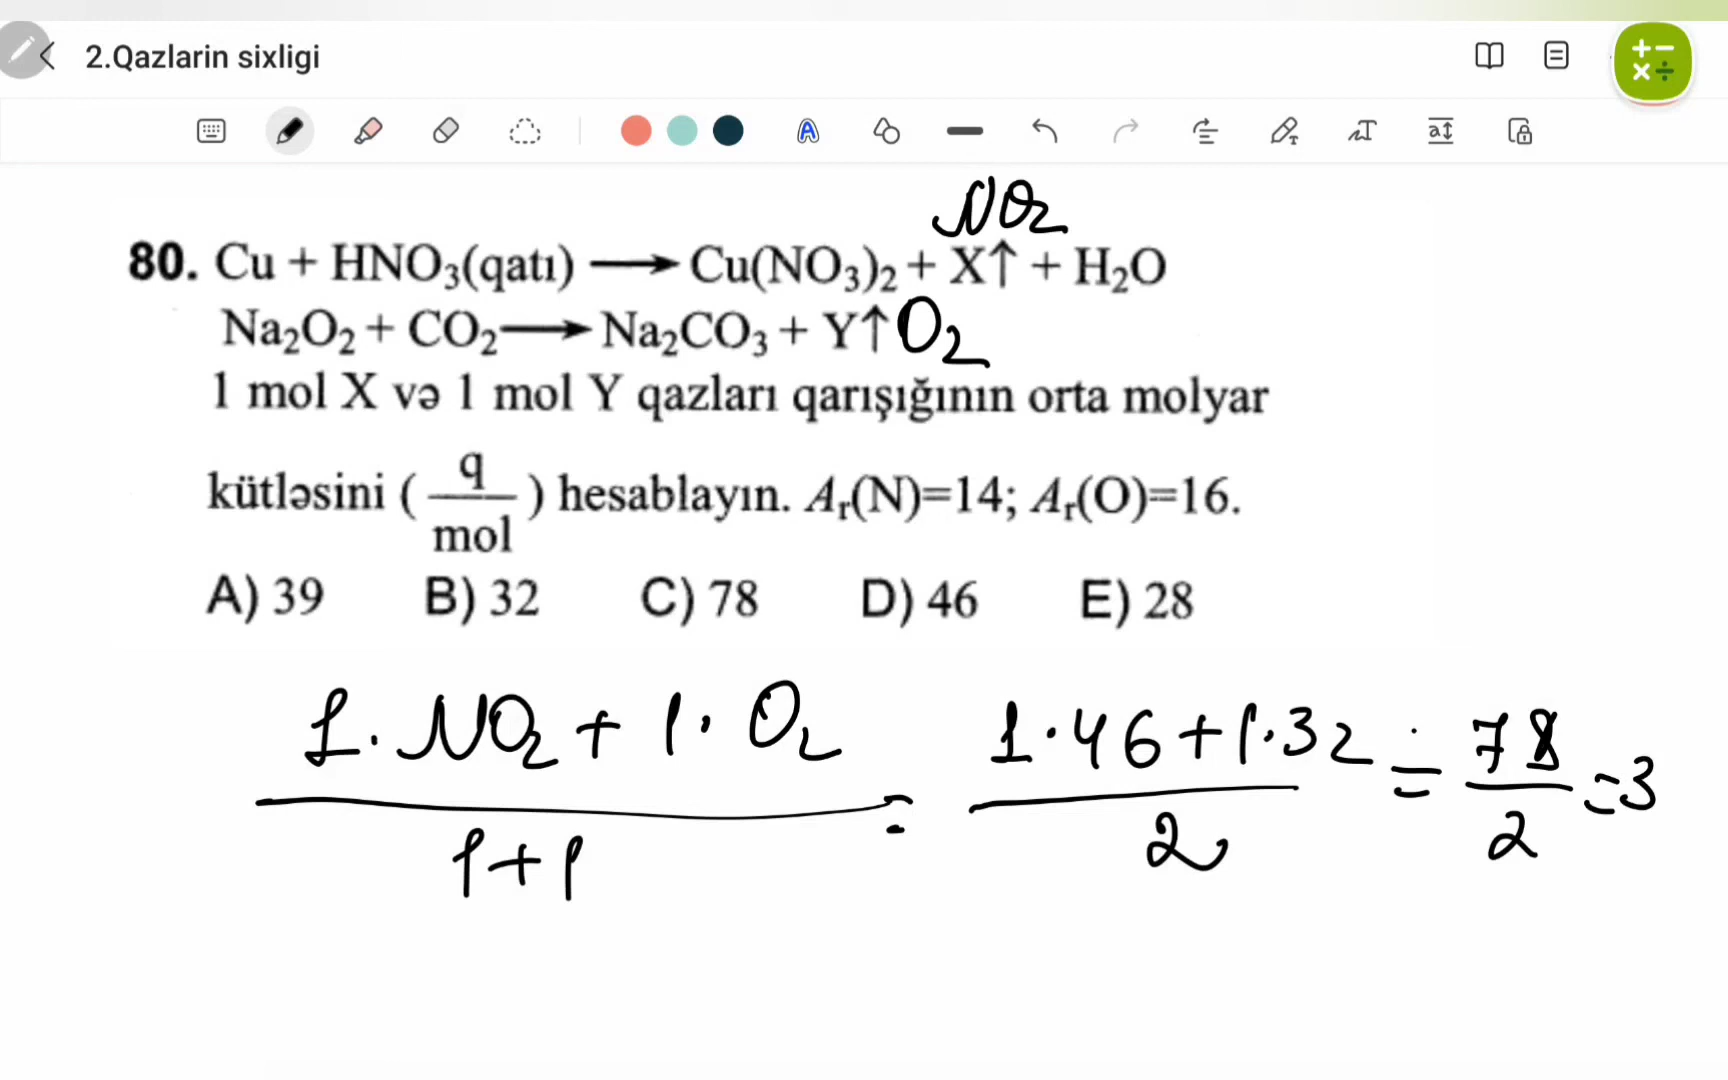 2.Qazlarin sixligi
NO2
80. Cu + HNO3(qatı) → Cu(NO3)2 + X↑ + H2O
Na2O2 + CO2 → Na2CO3 + Y↑ O2
1 mol X və 1 mol Y qazları qarışığının orta molyar
kütləsini ( q/mol ) hesablayın. Ar(N)=14; Ar(O)=16.
A) 39 B) 32 C) 78 D) 46 E) 28
1·NO2 + 1·O2 / 1+1 = 1·46+1·32 / 2 = 78 / 2 = 3